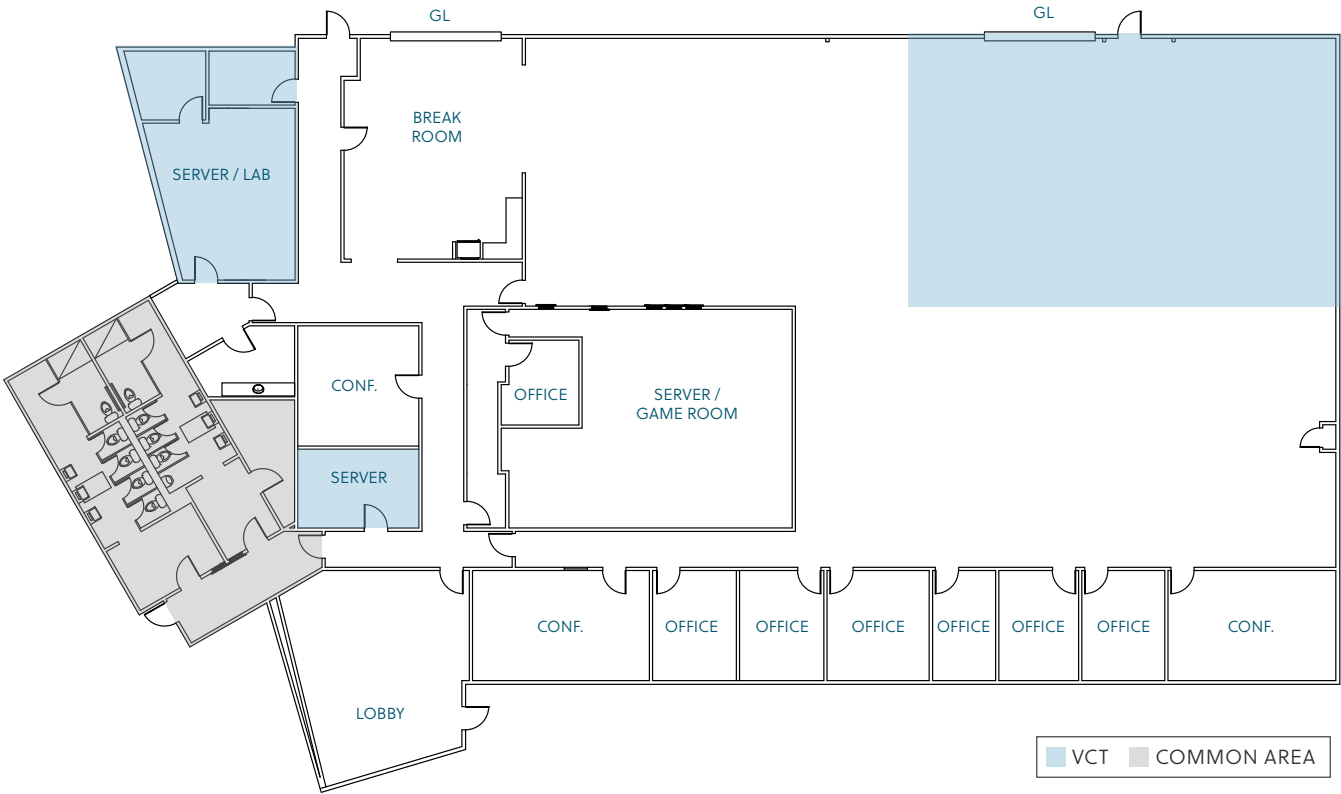 GL
GL
BREAK
ROOM
SERVER / LAB
CONF.
OFFICE
SERVER /
GAME ROOM
SERVER
CONF.
OFFICE
OFFICE
OFFICE
OFFICE
OFFICE
OFFICE
CONF.
LOBBY
VCT
COMMON AREA